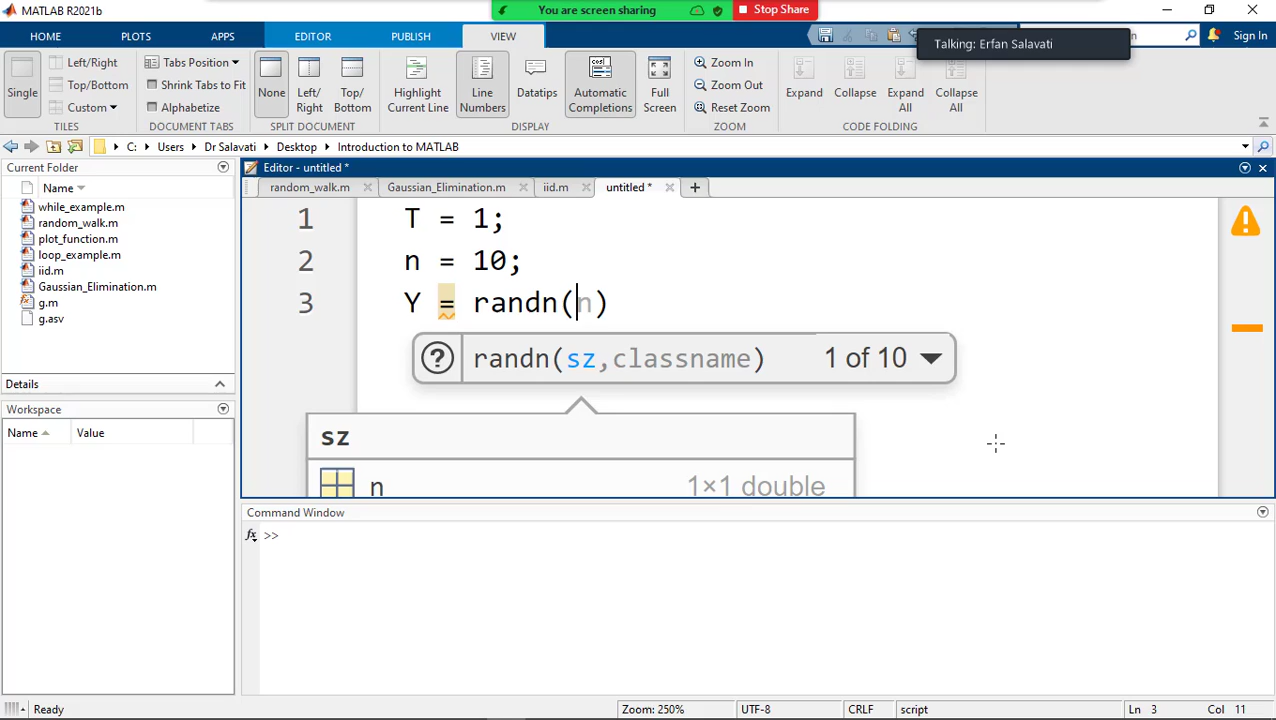 MATLAB R2021b
You are screen sharing
Stop Share
HOME PLOTS APPS EDITOR PUBLISH VIEW
Talking: Erfan Salavati
Sign In
Single
Left/Right
Top/Bottom
Custom
TILES
Tabs Position
Shrink Tabs to Fit
Alphabetize
DOCUMENT TABS
None
Left/
Right
Top/
Bottom
SPLIT DOCUMENT
Highlight
Current Line
Line
Numbers
Datatips
Automatic
Completions
Full
Screen
DISPLAY
Zoom In
Zoom Out
Reset Zoom
ZOOM
Expand
Collapse
Expand
All
Collapse
All
CODE FOLDING
C: Users Dr Salavati Desktop Introduction to MATLAB
Current Folder
Name
while_example.m
random_walk.m
plot_function.m
loop_example.m
iid.m
Gaussian_Elimination.m
g.m
g.asv
Details
Workspace
Name Value
Editor - untitled *
random_walk.m Gaussian_Elimination.m iid.m untitled * +
1 T = 1;
2 n = 10;
3 Y = randn(n)
randn(sz,classname) 1 of 10
sz
n 1×1 double
Command Window
fx >>
Ready
Zoom: 250% UTF-8 CRLF script Ln 3 Col 11